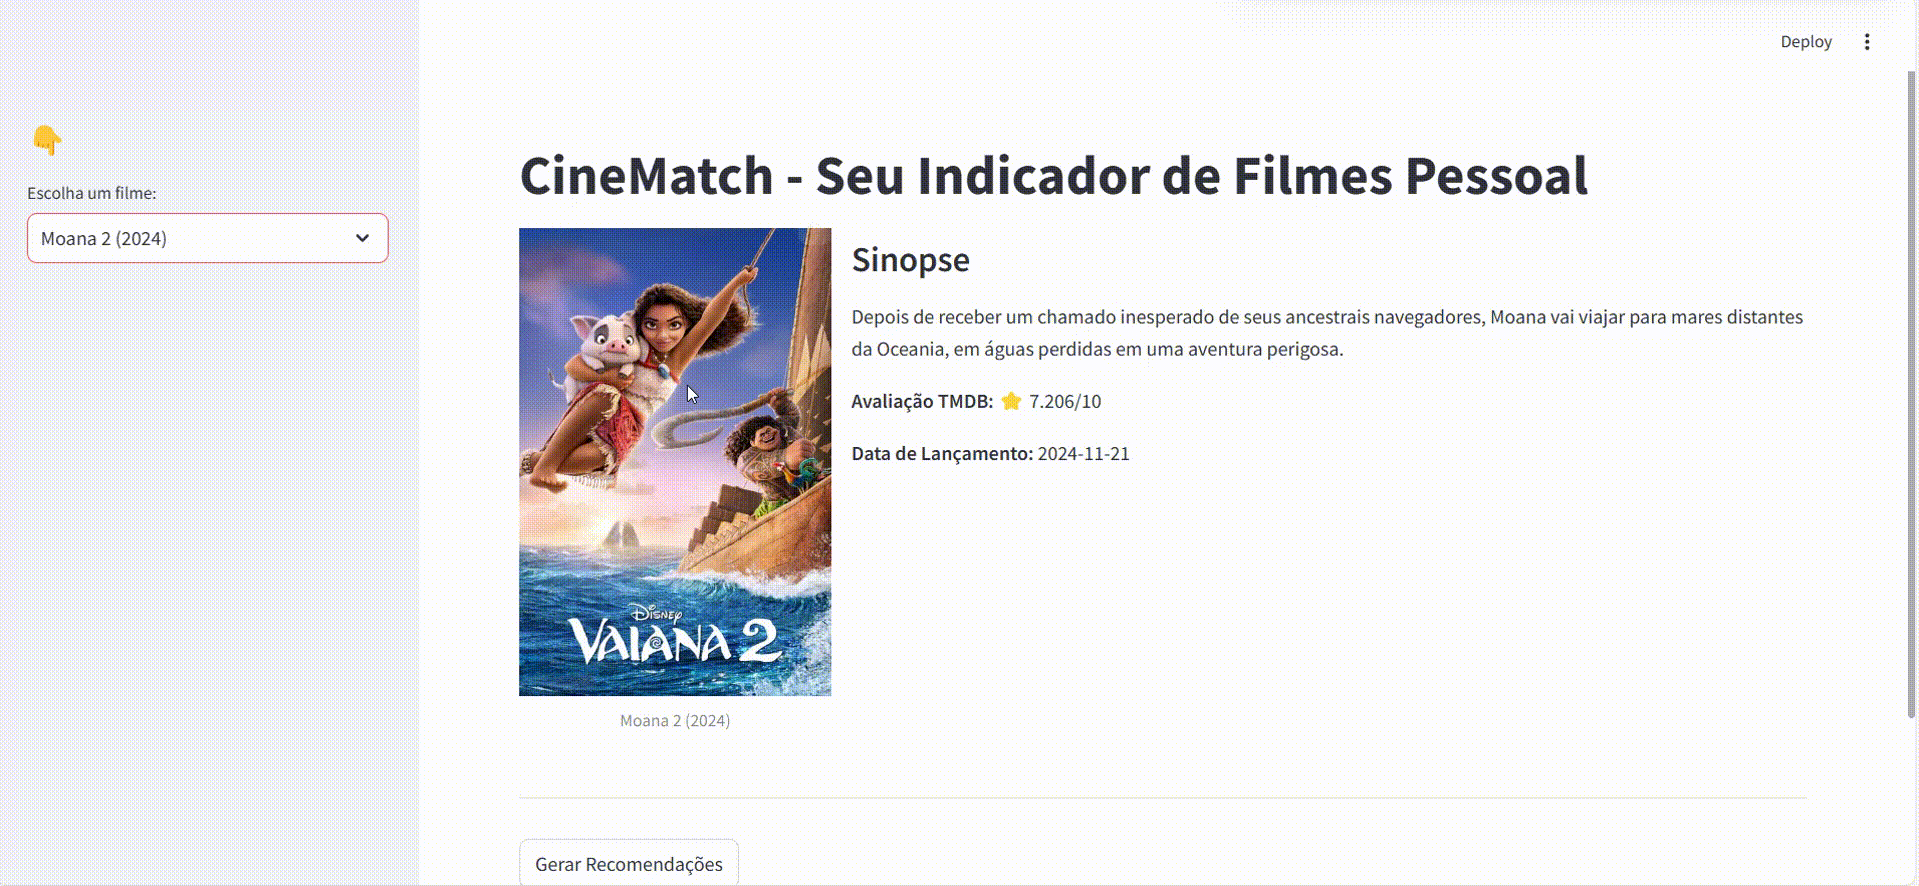 Deploy
Escolha um filme:
Moana 2 (2024)
CineMatch - Seu Indicador de Filmes Pessoal
Sinopse
Depois de receber um chamado inesperado de seus ancestrais navegadores, Moana vai viajar para mares distantes
da Oceania, em águas perdidas em uma aventura perigosa.
Avaliação TMDB: ⭐ 7.206/10
Data de Lançamento: 2024-11-21
DISNEY
VAIANA 2
Moana 2 (2024)
Gerar Recomendações